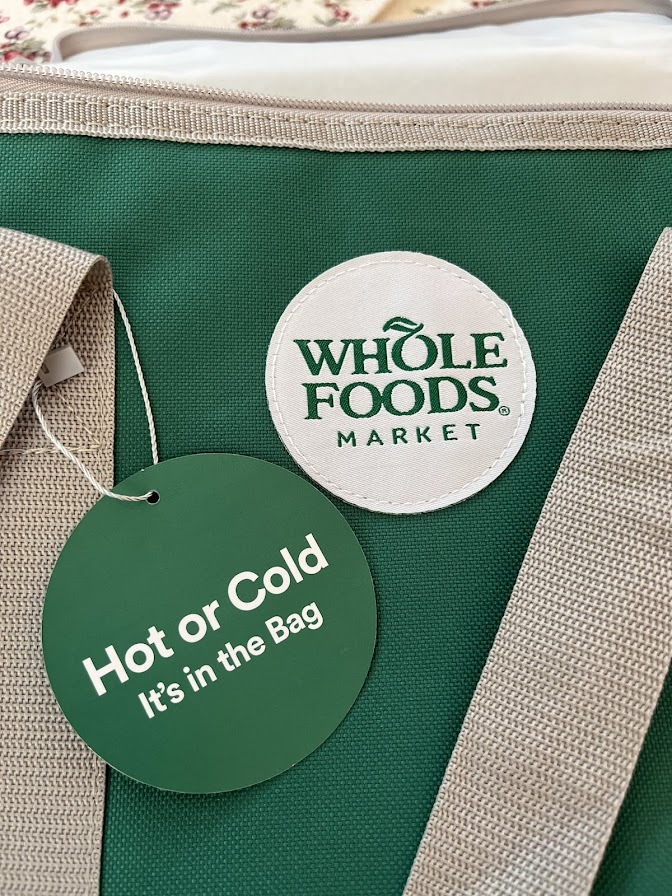 WHOLE
FOODS®
MARKET
Hot or Cold
It's in the Bag